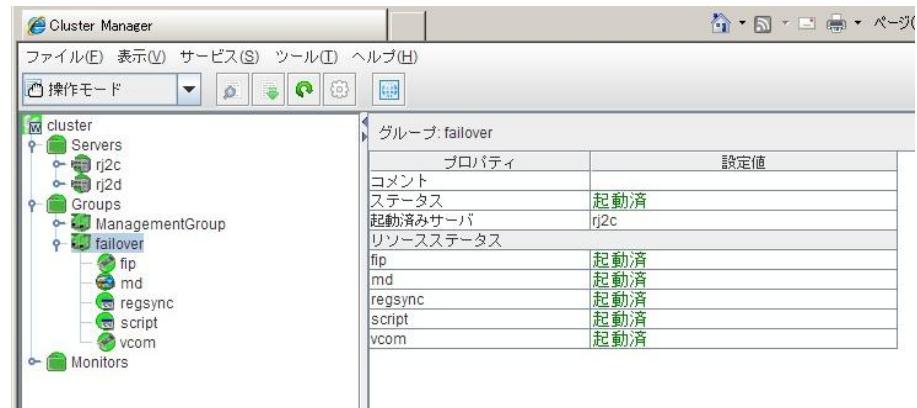 Cluster Manager
ページ(
ファイル(F) 表示(V) サービス(S) ツール(T) ヘルプ(H)
操作モード
cluster
Servers
rj2c
rj2d
Groups
ManagementGroup
failover
fip
md
regsync
script
vcom
Monitors
グループ: failover
プロパティ 設定値
コメント
ステータス 起動済
起動済みサーバ rj2c
リソースステータス
fip 起動済
md 起動済
regsync 起動済
script 起動済
vcom 起動済